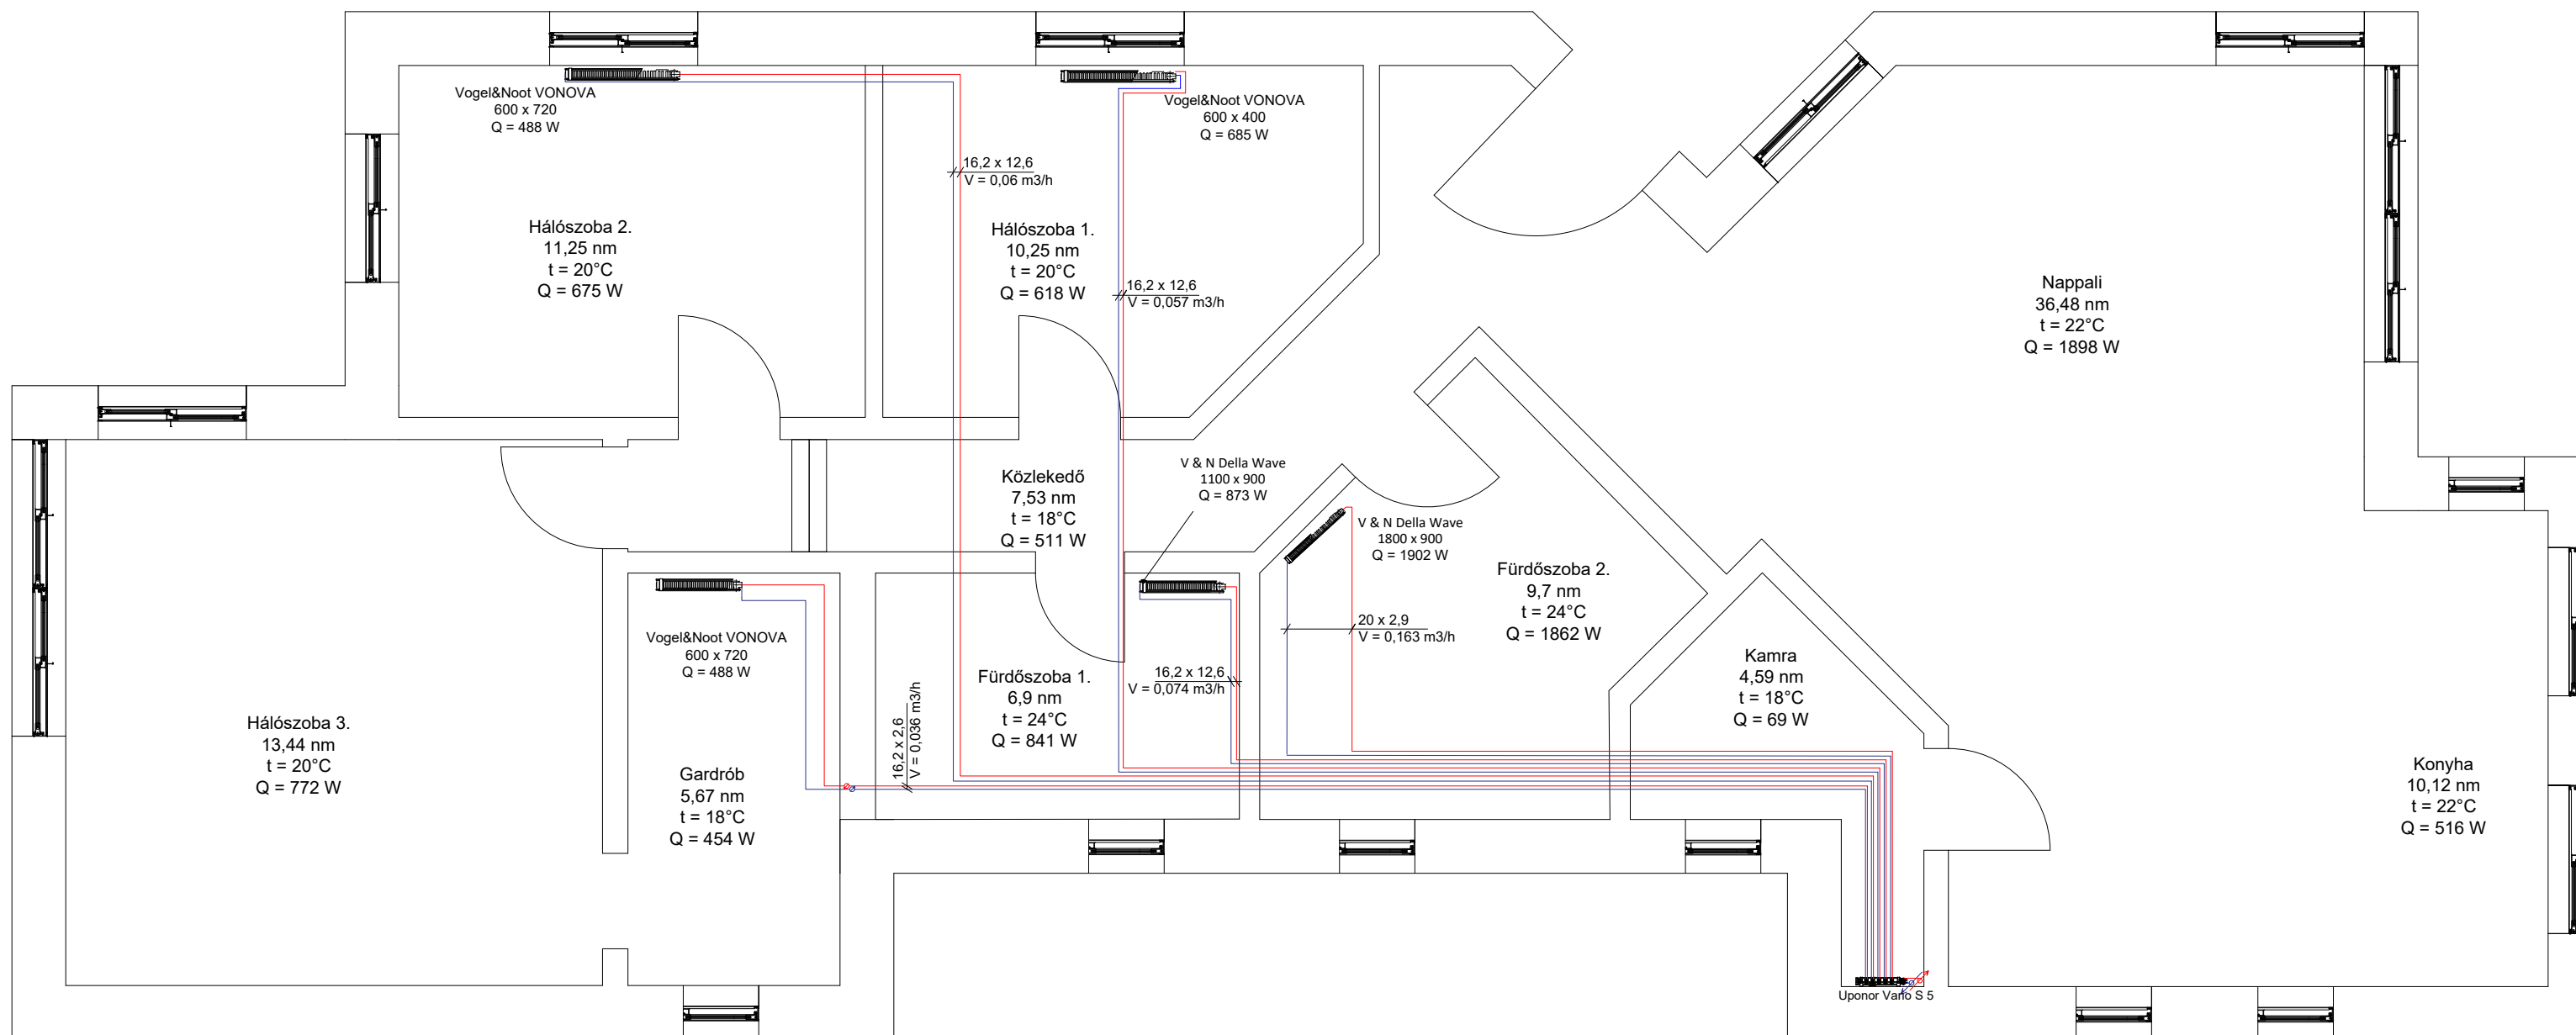 Vogel&Noot VONOVA
600 x 720
Q = 488 W
Vogel&Noot VONOVA
600 x 400
Q = 685 W
16,2 x 12,6
V = 0,06 m3/h
Hálószoba 2.
11,25 nm
t = 20°C
Q = 675 W
Hálószoba 1.
10,25 nm
t = 20°C
Q = 618 W
16,2 x 12,6
V = 0,057 m3/h
Nappali
36,48 nm
t = 22°C
Q = 1898 W
Közlekedő
7,53 nm
t = 18°C
Q = 511 W
V & N Della Wave
1100 x 900
Q = 873 W
V & N Della Wave
1800 x 900
Q = 1902 W
Fürdőszoba 2.
9,7 nm
t = 24°C
Q = 1862 W
20 x 2,9
V = 0,163 m3/h
Vogel&Noot VONOVA
600 x 720
Q = 488 W
Fürdőszoba 1.
6,9 nm
t = 24°C
Q = 841 W
16,2 x 12,6
V = 0,074 m3/h
Kamra
4,59 nm
t = 18°C
Q = 69 W
16,2 x 2,6
V = 0,036 m3/h
Hálószoba 3.
13,44 nm
t = 20°C
Q = 772 W
Gardrób
5,67 nm
t = 18°C
Q = 454 W
Konyha
10,12 nm
t = 22°C
Q = 516 W
Uponor Vario S 5